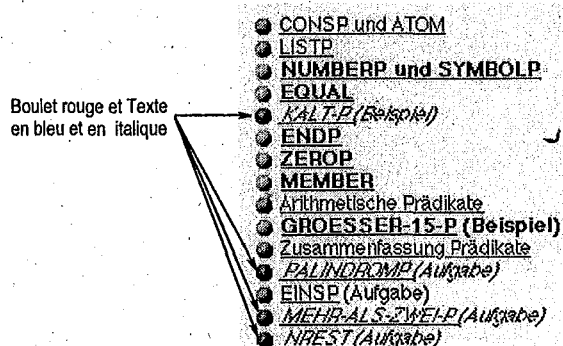 CONSP und ATOM
LISTP
NUMBERP und SYMBOLP
EQUAL
Boulet rouge et Texte
en bleu et en italique
KALT-P (Beispiel)
ENDP
ZEROP
MEMBER
Arithmetische Prädikate
GROESSER-15-P (Beispiel)
Zusammenfassung Prädikate
PALINDROMP (Aufgabe)
EINSP (Aufgabe)
MEHR-ALS-ZWEI-P (Aufgabe)
NREST (Aufgabe)